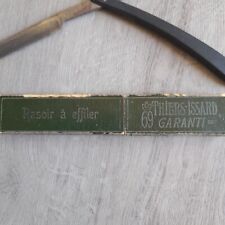 Rasoir à effiler
69 THIERS-ISSARD
GARANTI